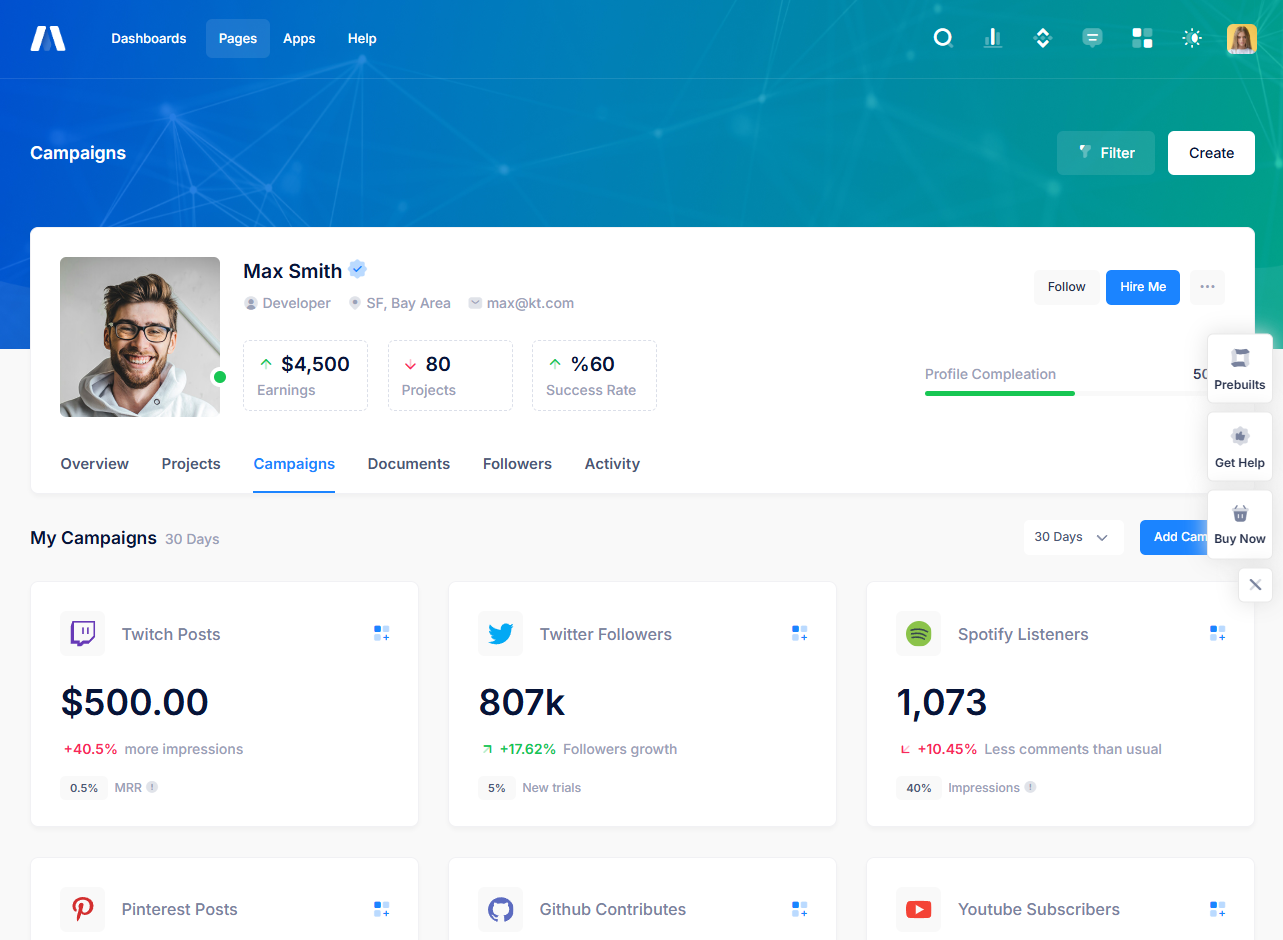 Dashboards
Pages
Apps
Help
Campaigns
Filter
Create
Max Smith
Developer
SF, Bay Area
max@kt.com
Follow
Hire Me
$4,500
Earnings
80
Projects
%60
Success Rate
Profile Compleation
50
Prebuilts
Get Help
Buy Now
Overview
Projects
Campaigns
Documents
Followers
Activity
My Campaigns 30 Days
30 Days
Add Cam
Twitch Posts
$500.00
+40.5% more impressions
0.5% MRR
Twitter Followers
807k
+17.62% Followers growth
5% New trials
Spotify Listeners
1,073
+10.45% Less comments than usual
40% Impressions
Pinterest Posts
Github Contributes
Youtube Subscribers